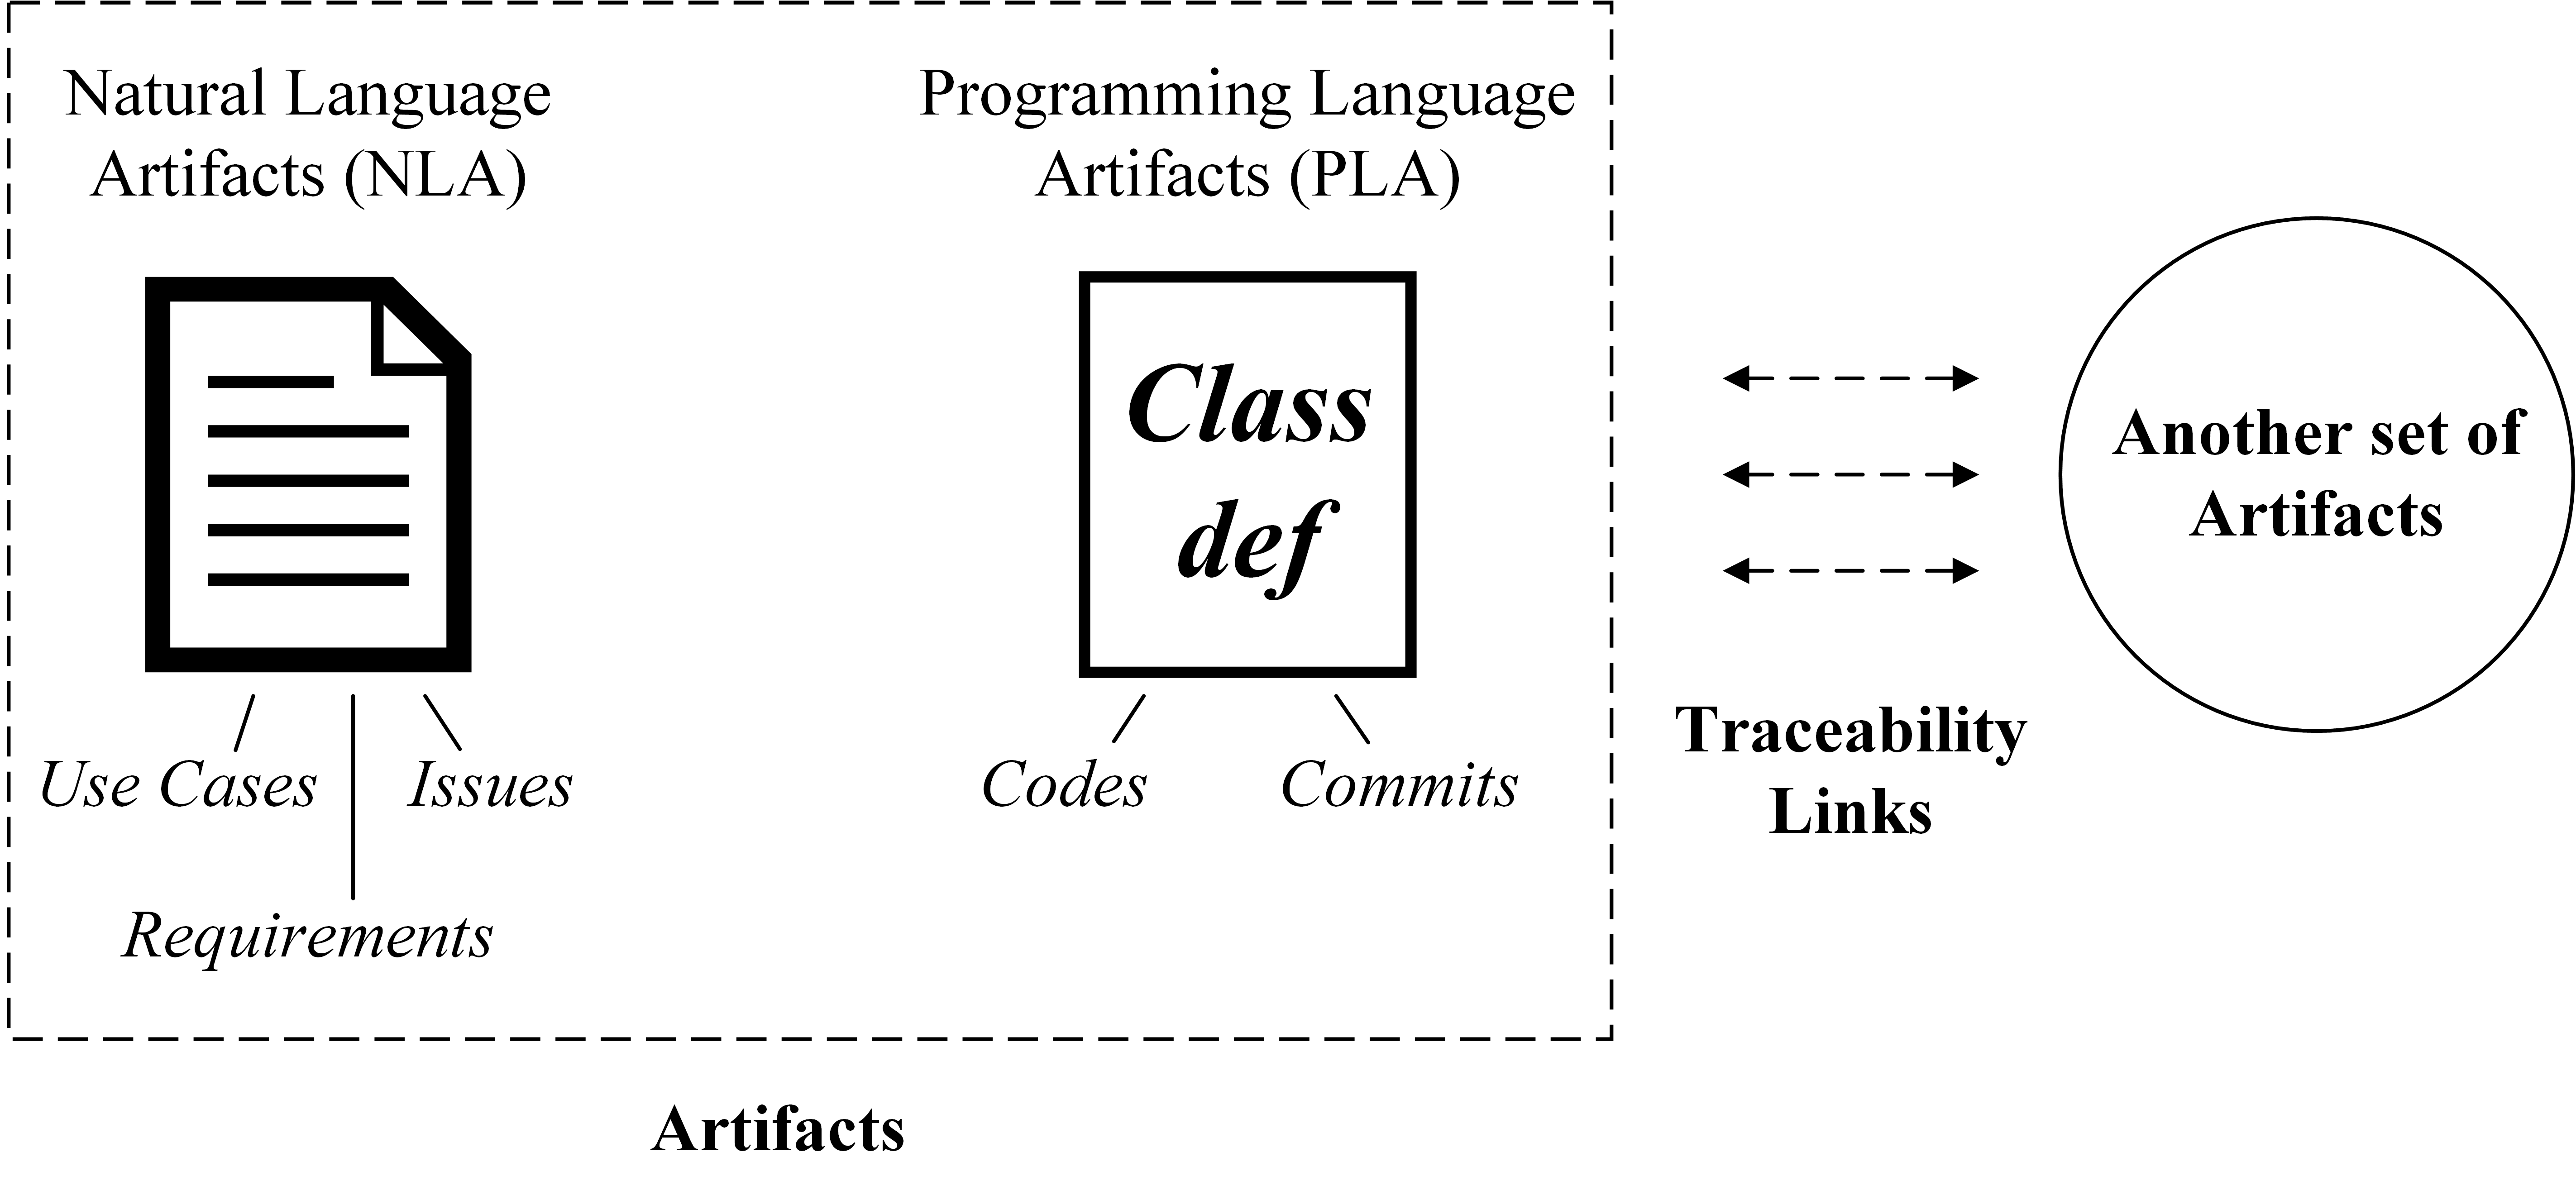 Natural Language
Artifacts (NLA)
Programming Language
Artifacts (PLA)
Class
def
Use Cases
Issues
Requirements
Codes
Commits
Traceability
Links
Another set of
Artifacts
Artifacts